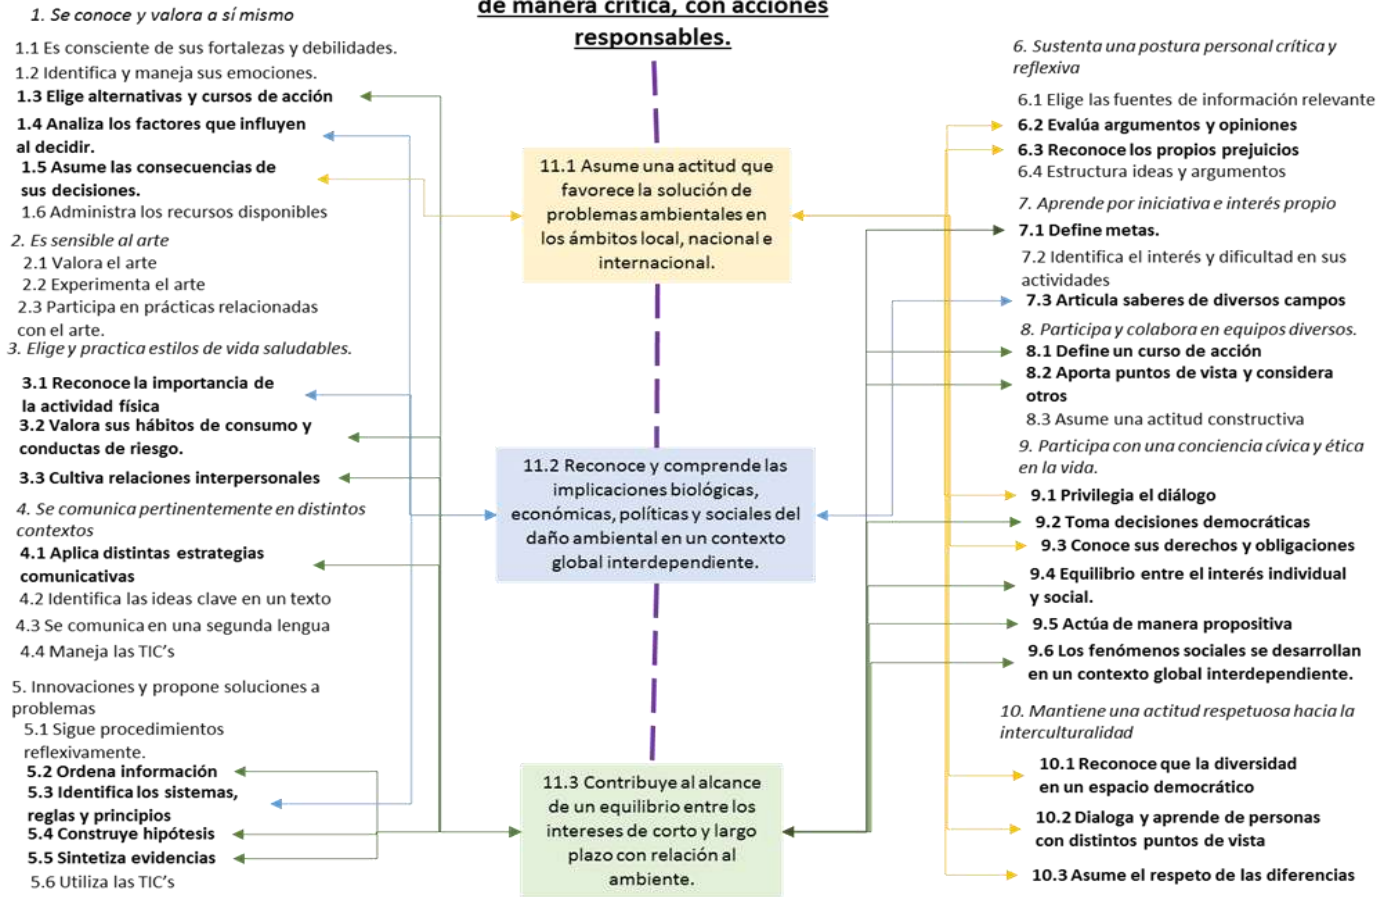 de manera crítica, con acciones
responsables.
1. Se conoce y valora a sí mismo
1.1 Es consciente de sus fortalezas y debilidades.
1.2 Identifica y maneja sus emociones.
1.3 Elige alternativas y cursos de acción
1.4 Analiza los factores que influyen
al decidir.
1.5 Asume las consecuencias de
sus decisiones.
1.6 Administra los recursos disponibles
2. Es sensible al arte
2.1 Valora el arte
2.2 Experimenta el arte
2.3 Participa en prácticas relacionadas
con el arte.
3. Elige y practica estilos de vida saludables.
3.1 Reconoce la importancia de
la actividad física
3.2 Valora sus hábitos de consumo y
conductas de riesgo.
3.3 Cultiva relaciones interpersonales
4. Se comunica pertinentemente en distintos
contextos
4.1 Aplica distintas estrategias
comunicativas
4.2 Identifica las ideas clave en un texto
4.3 Se comunica en una segunda lengua
4.4 Maneja las TIC's
5. Innovaciones y propone soluciones a
problemas
5.1 Sigue procedimientos
reflexivamente.
5.2 Ordena información
5.3 Identifica los sistemas,
reglas y principios
5.4 Construye hipótesis
5.5 Sintetiza evidencias
5.6 Utiliza las TIC's
11.1 Asume una actitud que
favorece la solución de
problemas ambientales en
los ámbitos local, nacional e
internacional.
11.2 Reconoce y comprende las
implicaciones biológicas,
económicas, políticas y sociales del
daño ambiental en un contexto
global interdependiente.
11.3 Contribuye al alcance
de un equilibrio entre los
intereses de corto y largo
plazo con relación al
ambiente.
6. Sustenta una postura personal crítica y
reflexiva
6.1 Elige las fuentes de información relevante
6.2 Evalúa argumentos y opiniones
6.3 Reconoce los propios prejuicios
6.4 Estructura ideas y argumentos
7. Aprende por iniciativa e interés propio
7.1 Define metas.
7.2 Identifica el interés y dificultad en sus
actividades
7.3 Articula saberes de diversos campos
8. Participa y colabora en equipos diversos.
8.1 Define un curso de acción
8.2 Aporta puntos de vista y considera
otros
8.3 Asume una actitud constructiva
9. Participa con una conciencia cívica y ética
en la vida.
9.1 Privilegia el diálogo
9.2 Toma decisiones democráticas
9.3 Conoce sus derechos y obligaciones
9.4 Equilibrio entre el interés individual
y social.
9.5 Actúa de manera propositiva
9.6 Los fenómenos sociales se desarrollan
en un contexto global interdependiente.
10. Mantiene una actitud respetuosa hacia la
interculturalidad
10.1 Reconoce que la diversidad
en un espacio democrático
10.2 Dialoga y aprende de personas
con distintos puntos de vista
10.3 Asume el respeto de las diferencias